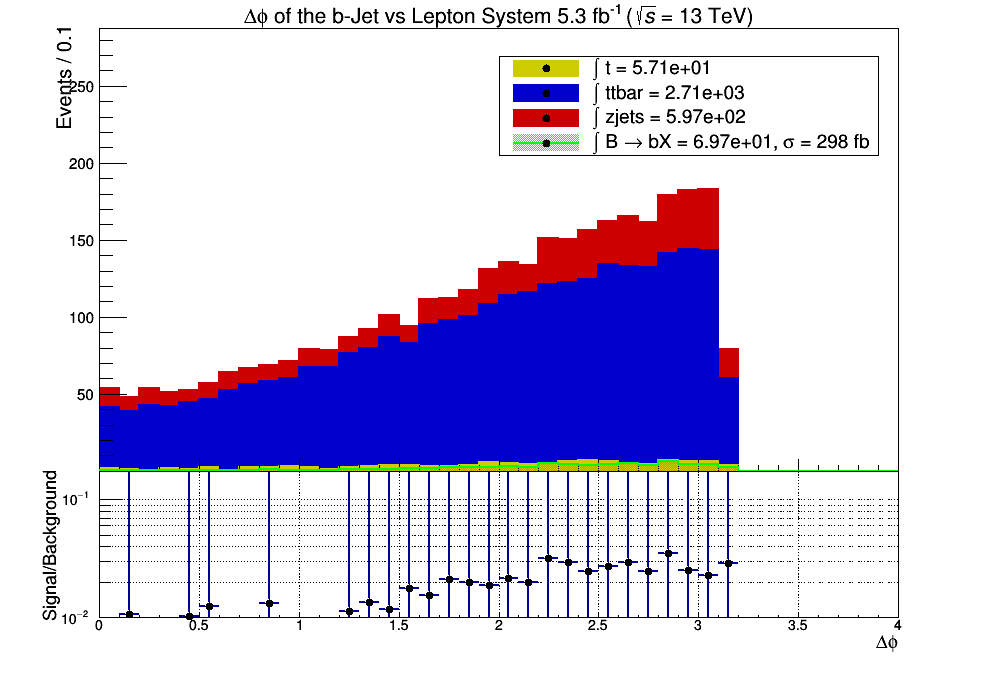 Δϕ of the b-Jet vs Lepton System 5.3 fb⁻¹ (√s = 13 TeV)
Events / 0.1
250
200
150
100
50
∫ t = 5.71e+01
∫ ttbar = 2.71e+03
∫ zjets = 5.97e+02
∫ B → bX = 6.97e+01, σ = 298 fb
Signal/Background
10⁻¹
10⁻²
0 0.5 1 1.5 2 2.5 3 3.5 4
Δϕ